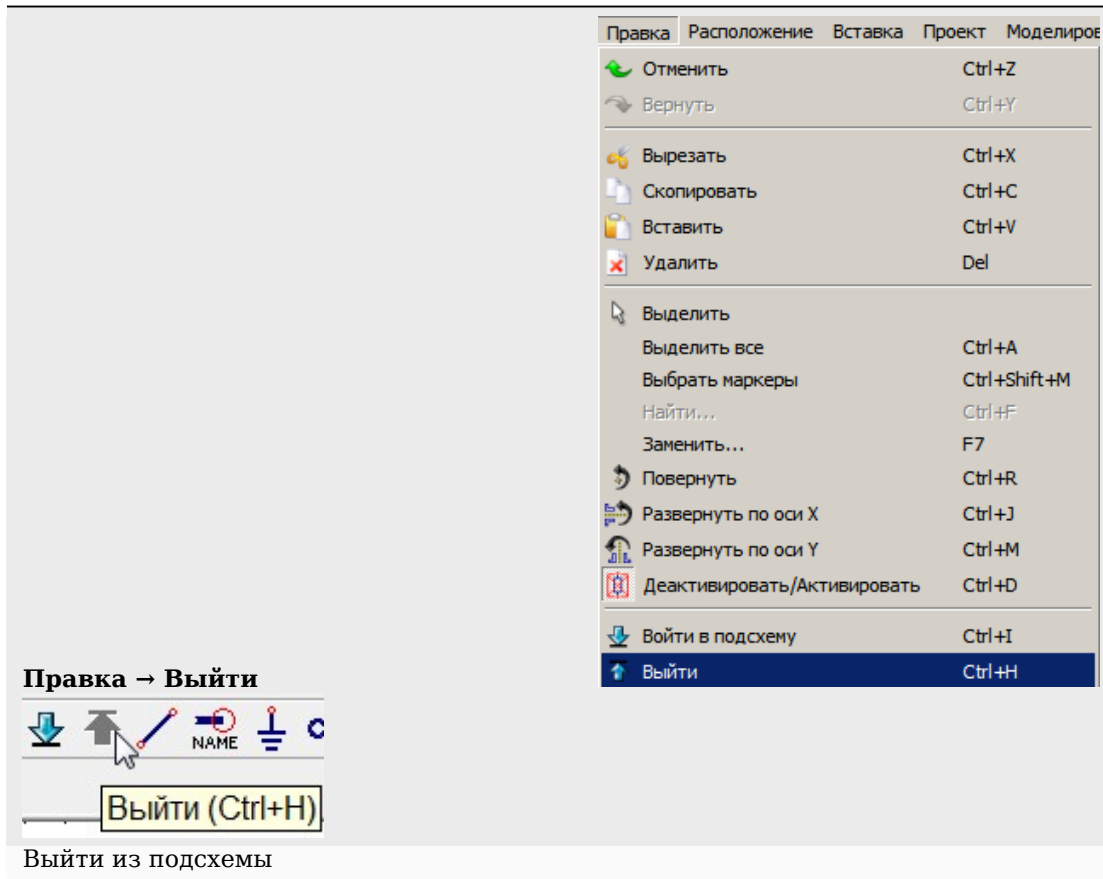 Правка Расположение Вставка Проект Моделиров
Отменить Ctrl+Z
Вернуть Ctrl+Y
Вырезать Ctrl+X
Скопировать Ctrl+C
Вставить Ctrl+V
Удалить Del
Выделить
Выделить все Ctrl+A
Выбрать маркеры Ctrl+Shift+M
Найти... Ctrl+F
Заменить... F7
Повернуть Ctrl+R
Развернуть по оси X Ctrl+J
Развернуть по оси Y Ctrl+M
Деактивировать/Активировать Ctrl+D
Войти в подсхему Ctrl+I
Выйти Ctrl+H
Правка → Выйти
NAME
Выйти (Ctrl+H)
Выйти из подсхемы